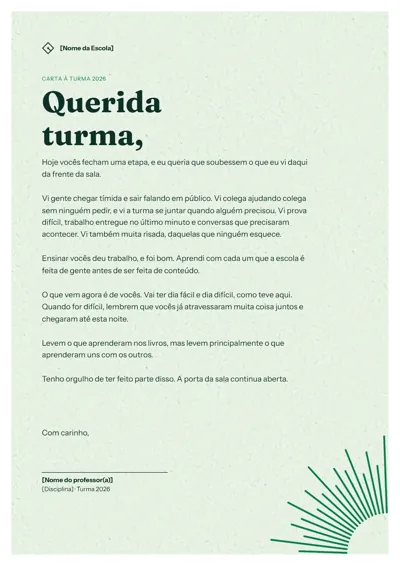 [Nome da Escola]
CARTA À TURMA 2026
Querida
turma,
Hoje vocês fecham uma etapa, e eu queria que soubessem o que eu vi daqui
da frente da sala.
Vi gente chegar tímida e sair falando em público. Vi colega ajudando colega
sem ninguém pedir, e vi a turma se juntar quando alguém precisou. Vi prova
difícil, trabalho entregue no último minuto e conversas que precisaram
acontecer. Vi também muita risada, daquelas que ninguém esquece.
Ensinar vocês deu trabalho, e foi bom. Aprendi com cada um que a escola é
feita de gente antes de ser feita de conteúdo.
O que vem agora é de vocês. Vai ter dia fácil e dia difícil, como teve aqui.
Quando for difícil, lembrem que vocês já atravessaram muita coisa juntos e
chegaram até esta noite.
Levem o que aprenderam nos livros, mas levem principalmente o que
aprenderam uns com os outros.
Tenho orgulho de ter feito parte disso. A porta da sala continua aberta.
Com carinho,
[Nome do professor(a)]
[Disciplina] · Turma 2026